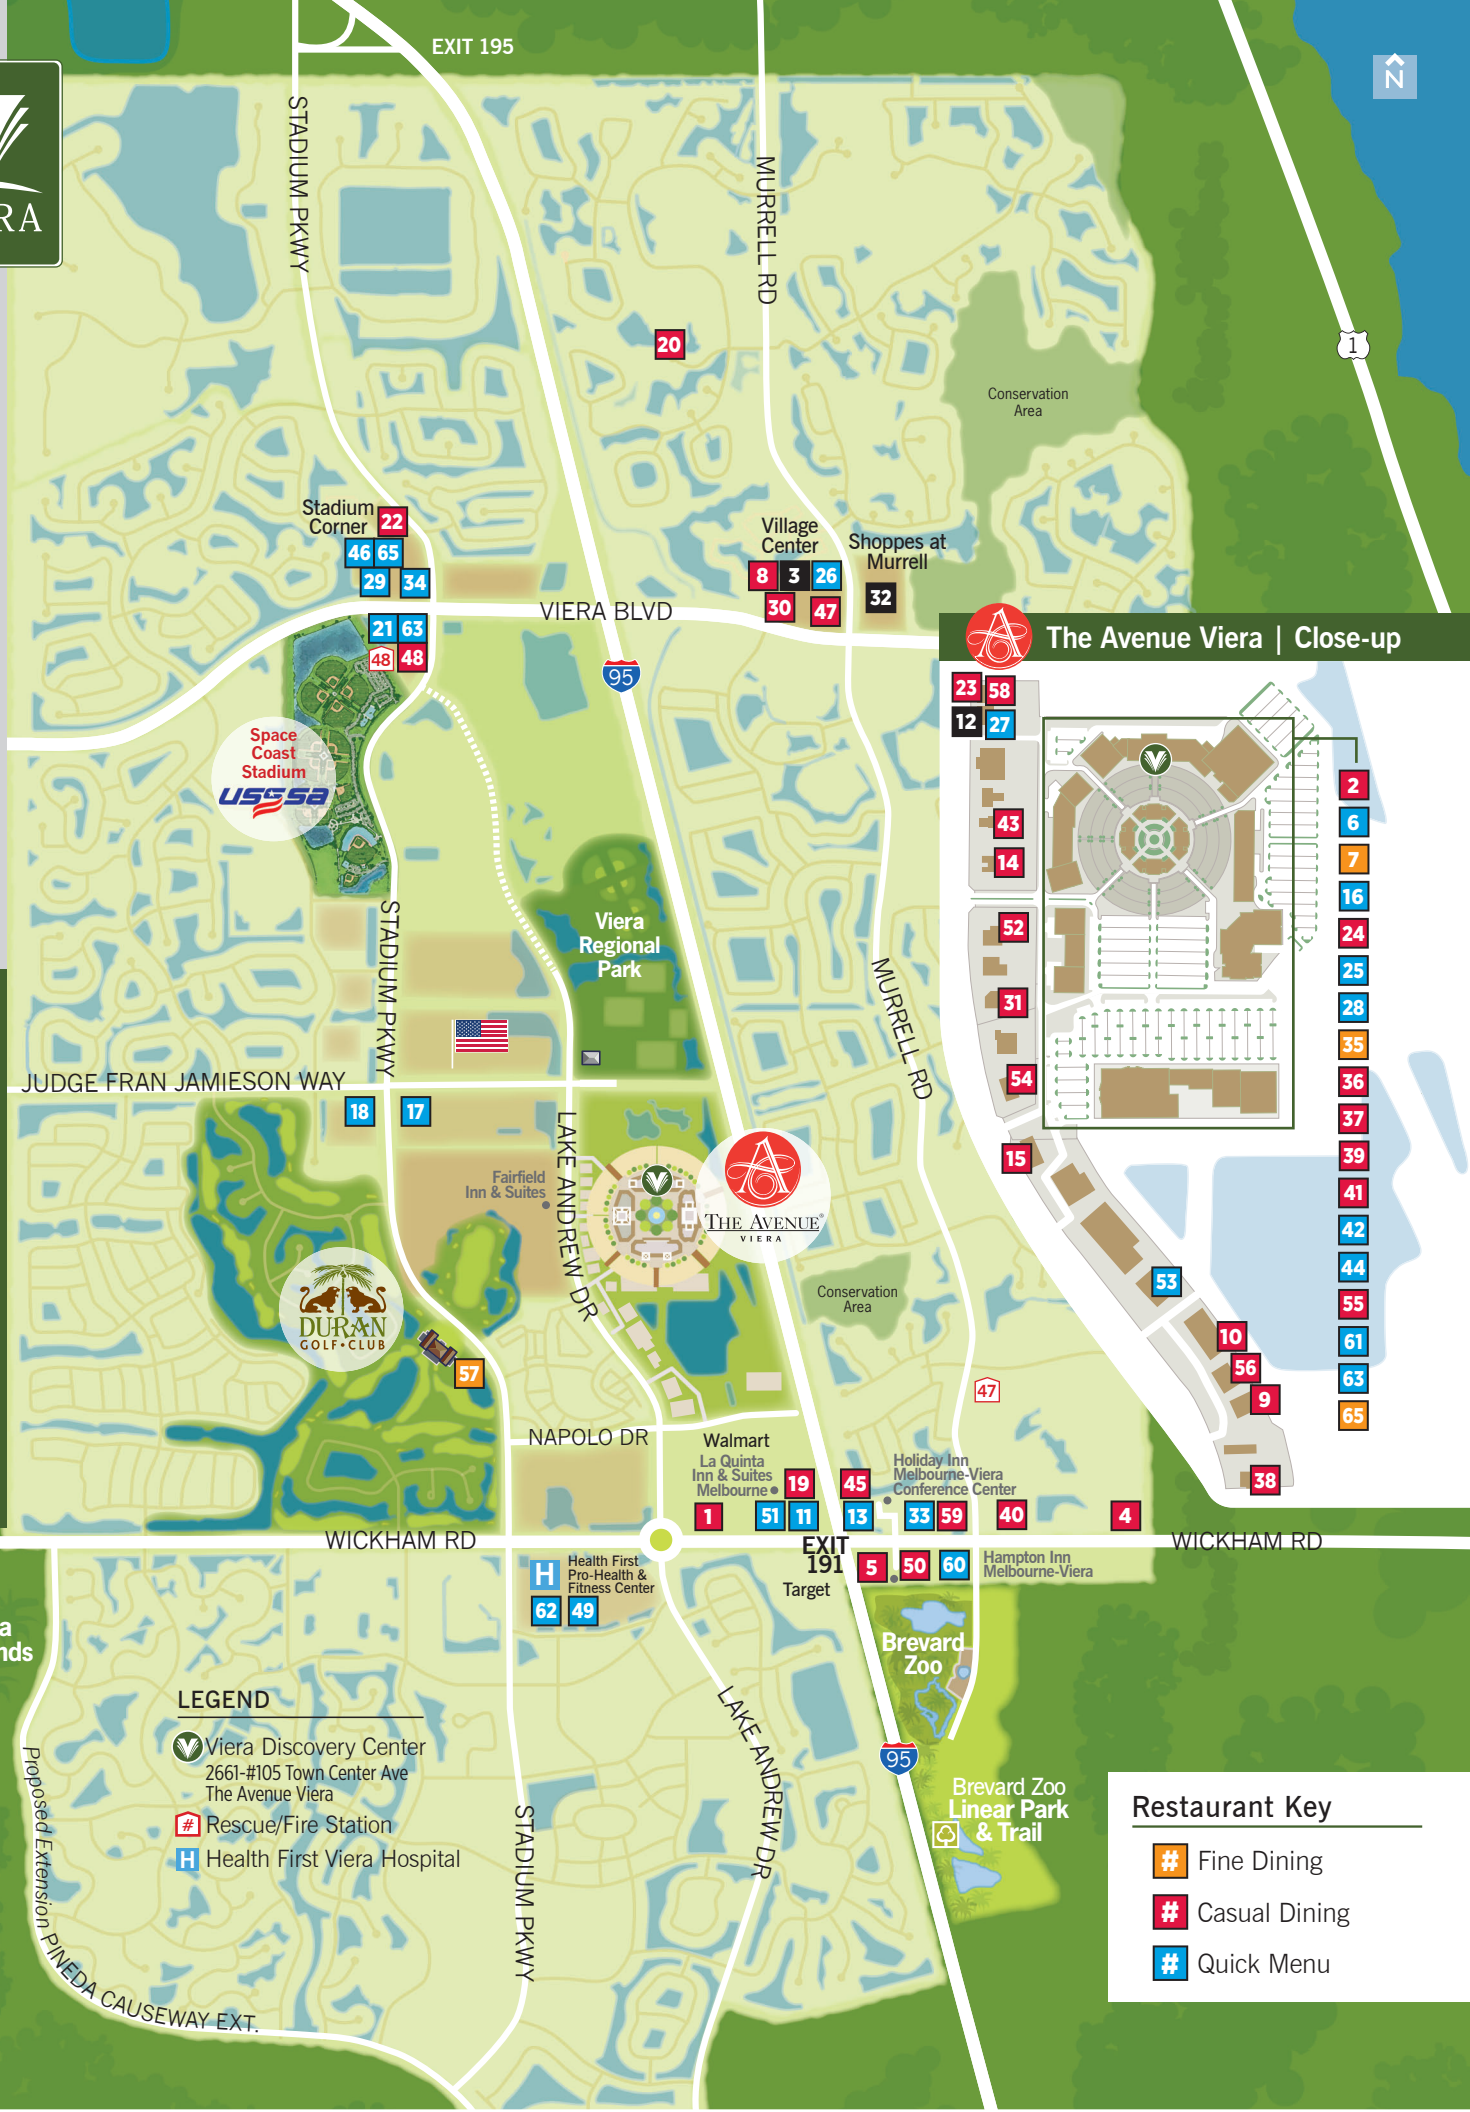 EXIT 195
N
RA
STADIUM PKWY
MURRELL RD
1
20
Conservation
Area
Stadium
Corner
22
46
65
29
34
Village
Center
8
3
26
30
47
Shoppes at
Murrell
32
VIERA BLVD
21
63
48
48
95
A
The Avenue Viera | Close-up
23
58
12
27
43
14
52
31
54
15
53
10
56
9
38
2
6
7
16
24
25
28
35
36
37
39
41
42
44
55
61
63
65
Space
Coast
Stadium
USSSA
Viera
Regional
Park
STADIUM PKWY
MURRELL RD
JUDGE FRAN JAMIESON WAY
18
17
LAKE ANDREW DR
Fairfield
Inn & Suites
A
THE AVENUE®
VIERA
Conservation
Area
DURAN
GOLF•CLUB
57
47
NAPOLO DR
Walmart
La Quinta
Inn & Suites
Melbourne
19
45
Holiday Inn
Melbourne-Viera
Conference Center
1
51
11
13
33
59
40
4
WICKHAM RD
EXIT
191
WICKHAM RD
H
Health First
Pro-Health &
Fitness Center
62
49
Target
5
50
60
Hampton Inn
Melbourne-Viera
a
nds
Brevard
Zoo
LEGEND
Viera Discovery Center
2661-#105 Town Center Ave
The Avenue Viera
# Rescue/Fire Station
H Health First Viera Hospital
LAKE ANDREW DR
95
Brevard Zoo
Linear Park
& Trail
STADIUM PKWY
Proposed Extension PINEDA CAUSEWAY EXT.
Restaurant Key
# Fine Dining
# Casual Dining
# Quick Menu